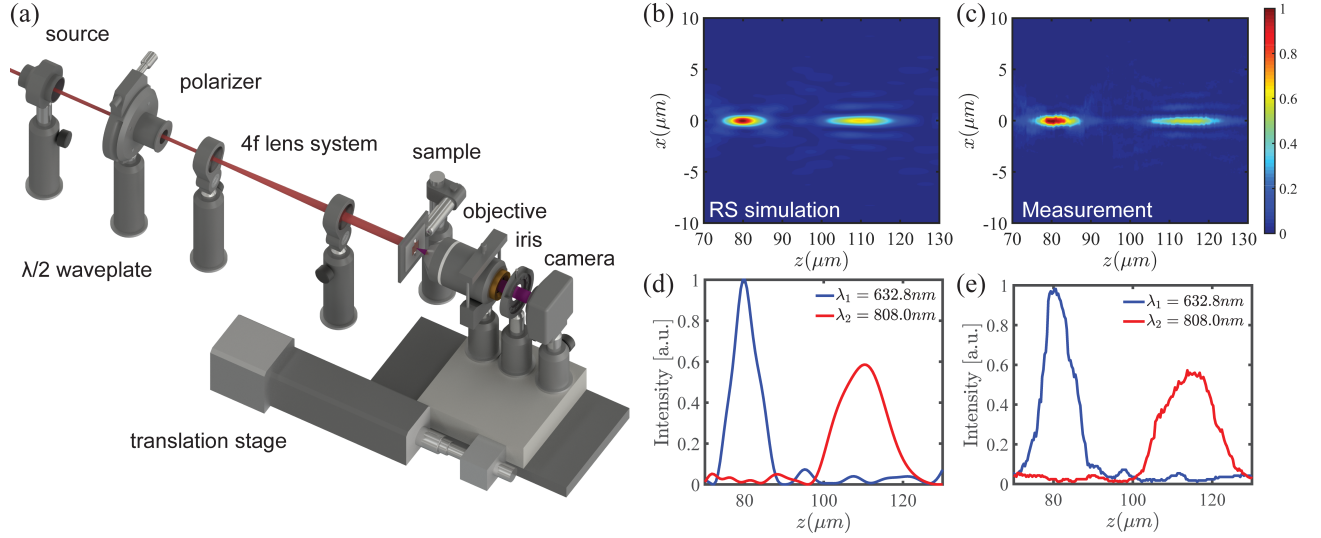 (a)
source
polarizer
4f lens system
sample
objective
iris
camera
λ/2 waveplate
translation stage
(b)
10
5
0
-5
-10
x(μm)
RS simulation
70 80 90 100 110 120 130
z(μm)
(c)
10
5
0
-5
-10
x(μm)
Measurement
70 80 90 100 110 120 130
z(μm)
1
0.8
0.6
0.4
0.2
0
(d)
λ₁ = 632.8nm
λ₂ = 808.0nm
1
0.8
0.6
0.4
0.2
0
Intensity [a.u.]
80 100 120
z(μm)
(e)
λ₁ = 632.8nm
λ₂ = 808.0nm
1
0.8
0.6
0.4
0.2
0
Intensity [a.u.]
80 100 120
z(μm)